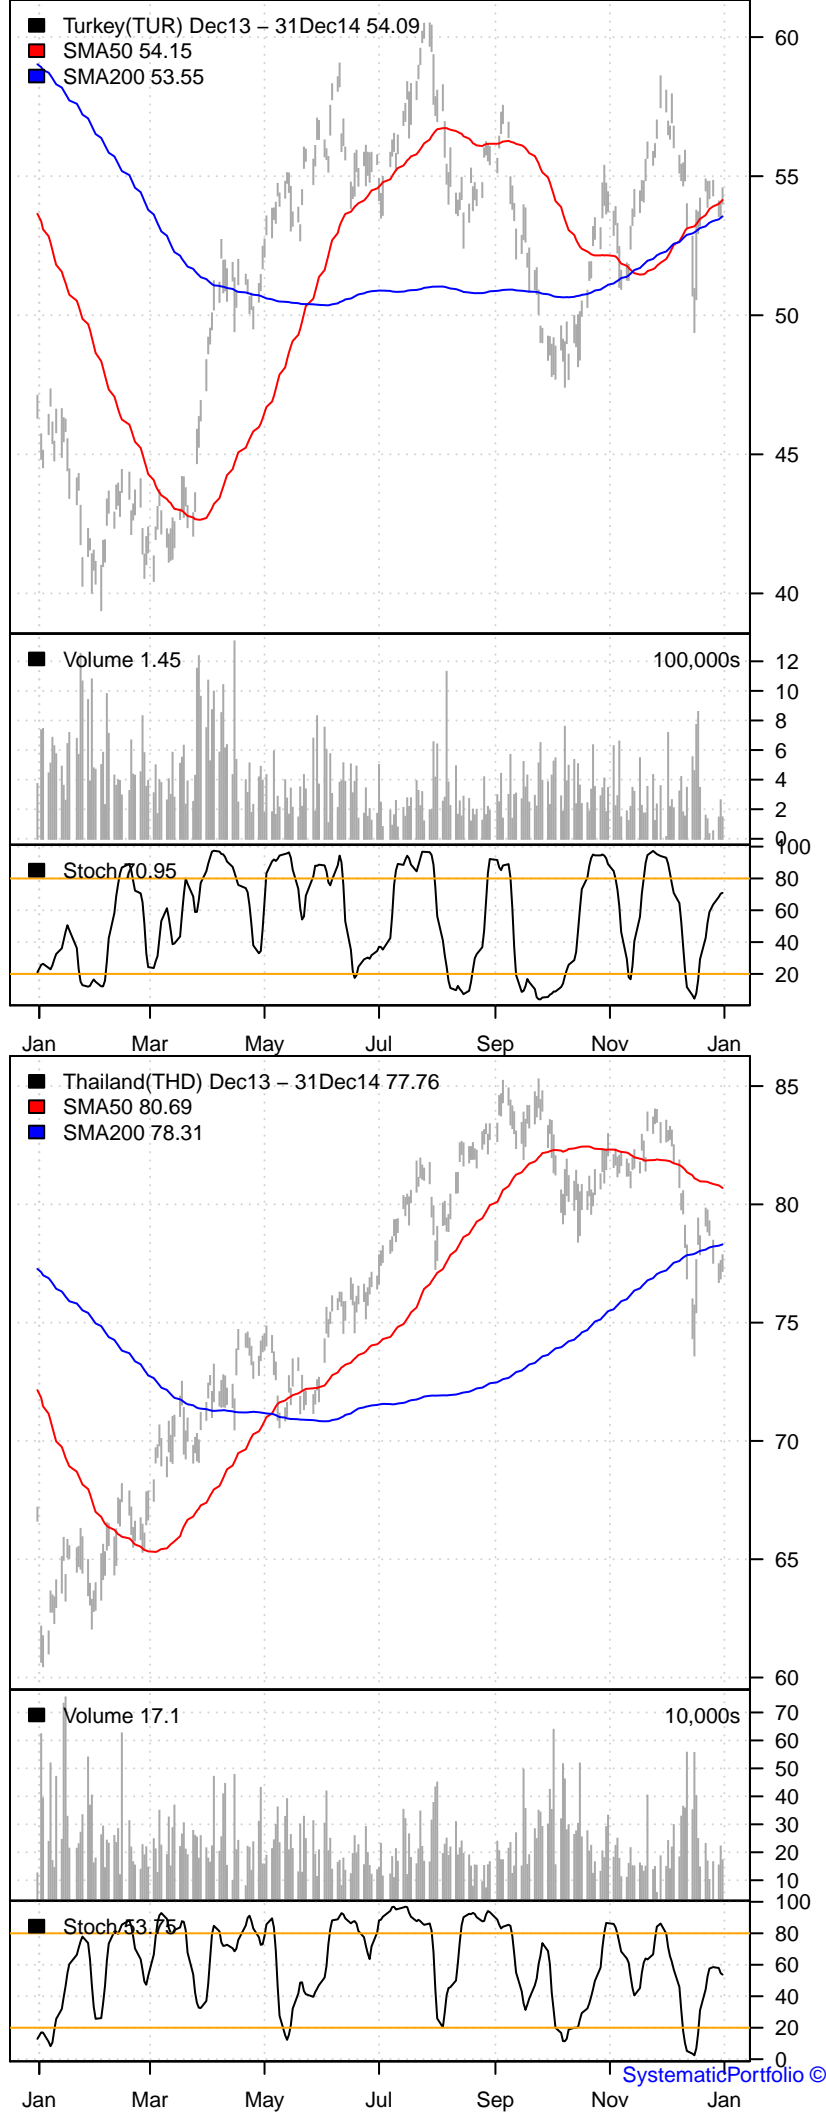 Turkey(TUR) Dec13 – 31Dec14 54.09
SMA50 54.15
SMA200 53.55
60
55
50
45
40
Volume 1.45
100,000s
12
10
8
6
4
2
0
Stoch 70.95
100
80
60
40
20
Jan Mar May Jul Sep Nov Jan
Thailand(THD) Dec13 – 31Dec14 77.76
SMA50 80.69
SMA200 78.31
85
80
75
70
65
60
Volume 17.1
10,000s
70
60
50
40
30
20
10
Stoch 53.75
100
80
60
40
20
0
SystematicPortfolio ©
Jan Mar May Jul Sep Nov Jan